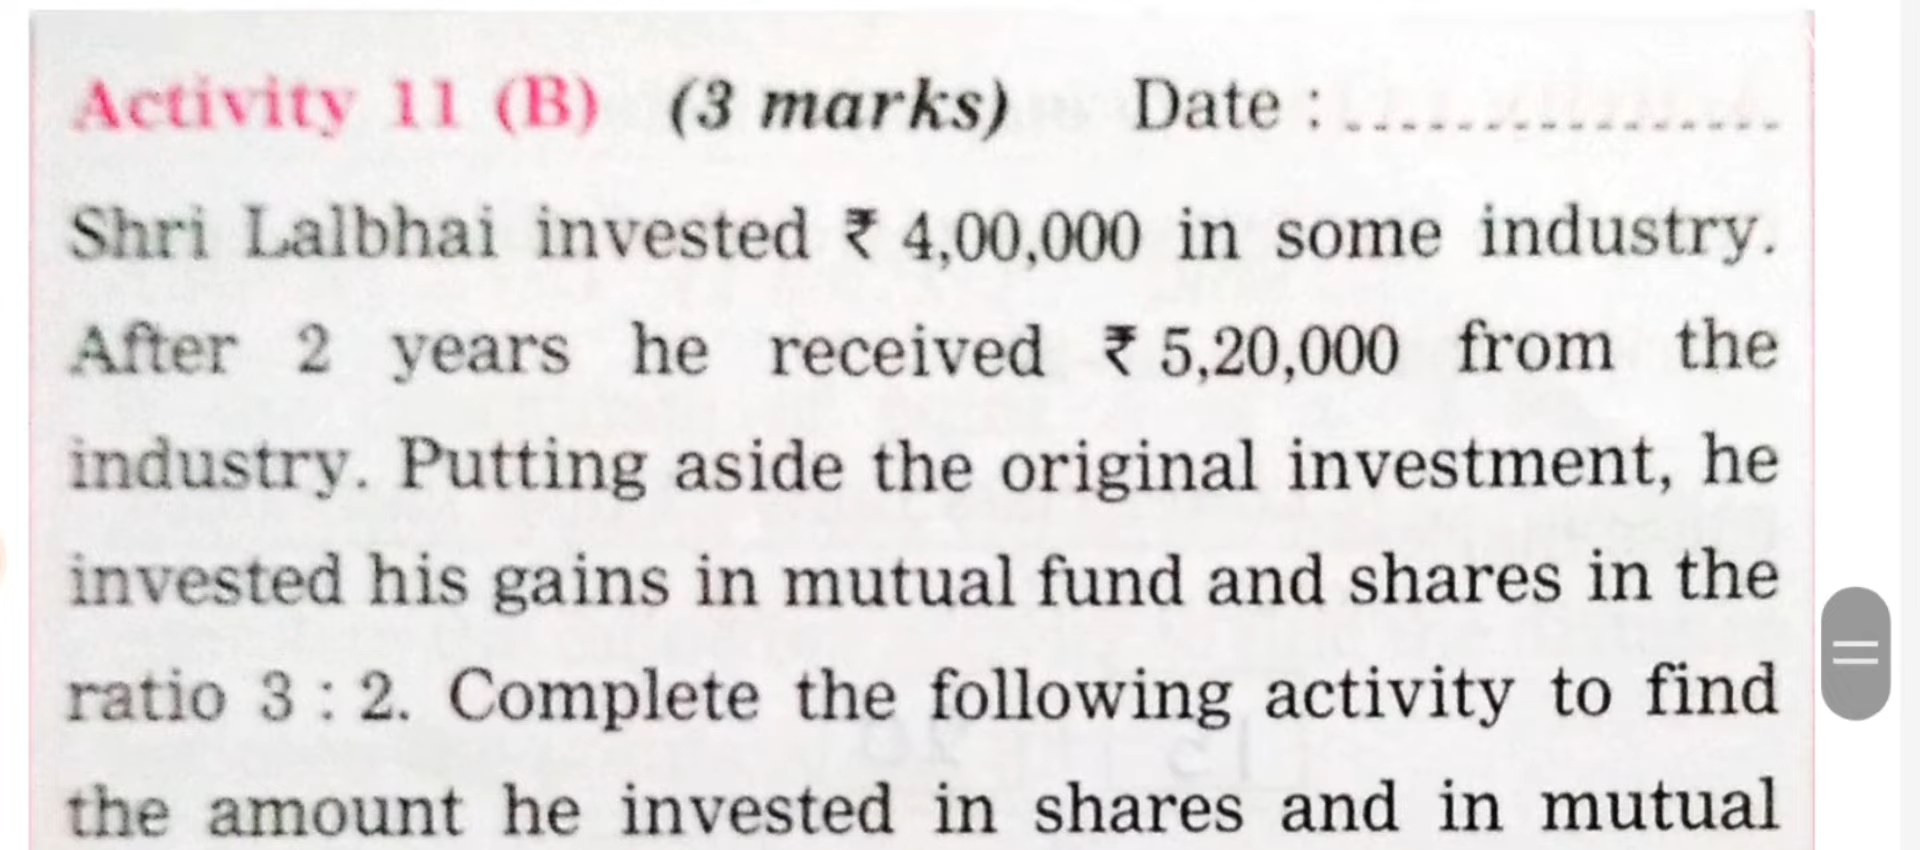 Activity 11 (B) (3 marks) Date : ..................
Shri Lalbhai invested ₹ 4,00,000 in some industry.
After 2 years he received ₹ 5,20,000 from the
industry. Putting aside the original investment, he
invested his gains in mutual fund and shares in the
ratio 3 : 2. Complete the following activity to find
the amount he invested in shares and in mutual